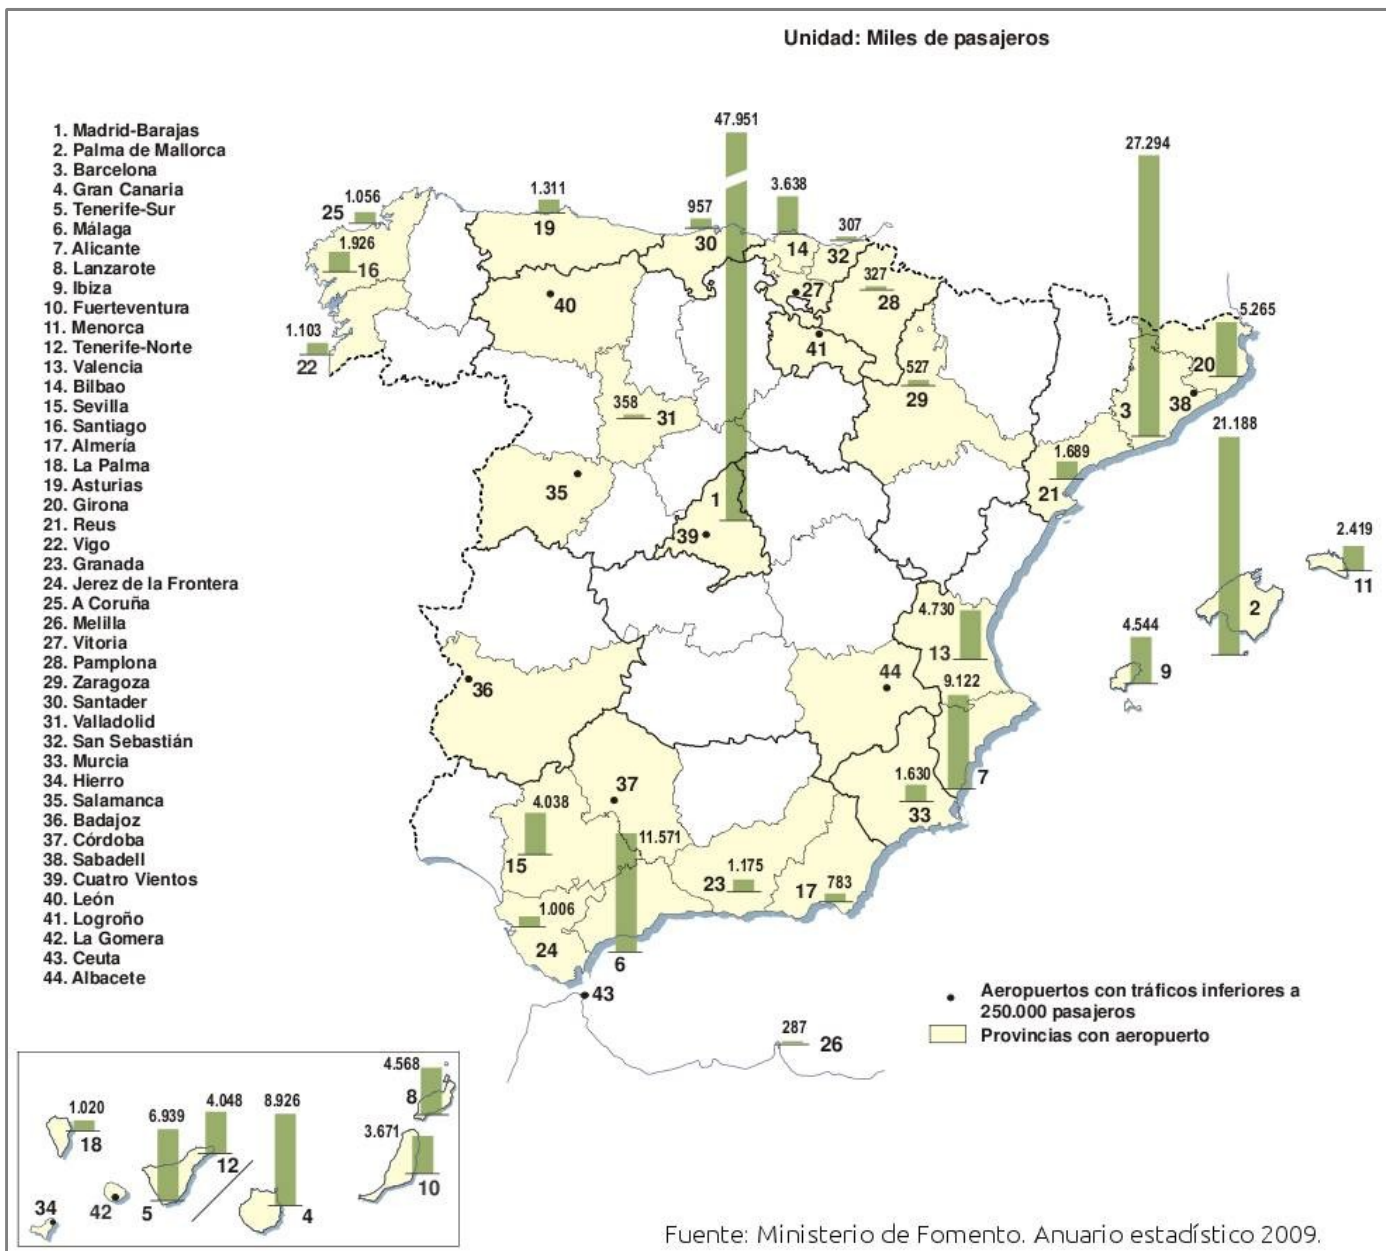 Unidad: Miles de pasajeros
1. Madrid-Barajas
2. Palma de Mallorca
3. Barcelona
4. Gran Canaria
5. Tenerife-Sur
6. Málaga
7. Alicante
8. Lanzarote
9. Ibiza
10. Fuerteventura
11. Menorca
12. Tenerife-Norte
13. Valencia
14. Bilbao
15. Sevilla
16. Santiago
17. Almería
18. La Palma
19. Asturias
20. Girona
21. Reus
22. Vigo
23. Granada
24. Jerez de la Frontera
25. A Coruña
26. Melilla
27. Vitoria
28. Pamplona
29. Zaragoza
30. Santader
31. Valladolid
32. San Sebastián
33. Murcia
34. Hierro
35. Salamanca
36. Badajoz
37. Córdoba
38. Sabadell
39. Cuatro Vientos
40. León
41. Logroño
42. La Gomera
43. Ceuta
44. Albacete
47.951
27.294
1.056
25
1.311
19
957
30
3.638
14
307
32
1.926
16
327
28
27
40
1.103
22
41
5.265
20
527
29
358
31
3
38
21.188
1.689
21
35
1
39
2.419
11
2
4.730
13
4.544
9
36
44
9.122
7
37
1.630
33
4.038
15
11.571
6
1.175
23
17
783
1.006
24
43
287
26
Aeropuertos con tráficos inferiores a
250.000 pasajeros
Provincias con aeropuerto
4.568
8
1.020
18
6.939
5
4.048
12
8.926
4
3.671
10
34
42
Fuente: Ministerio de Fomento. Anuario estadístico 2009.